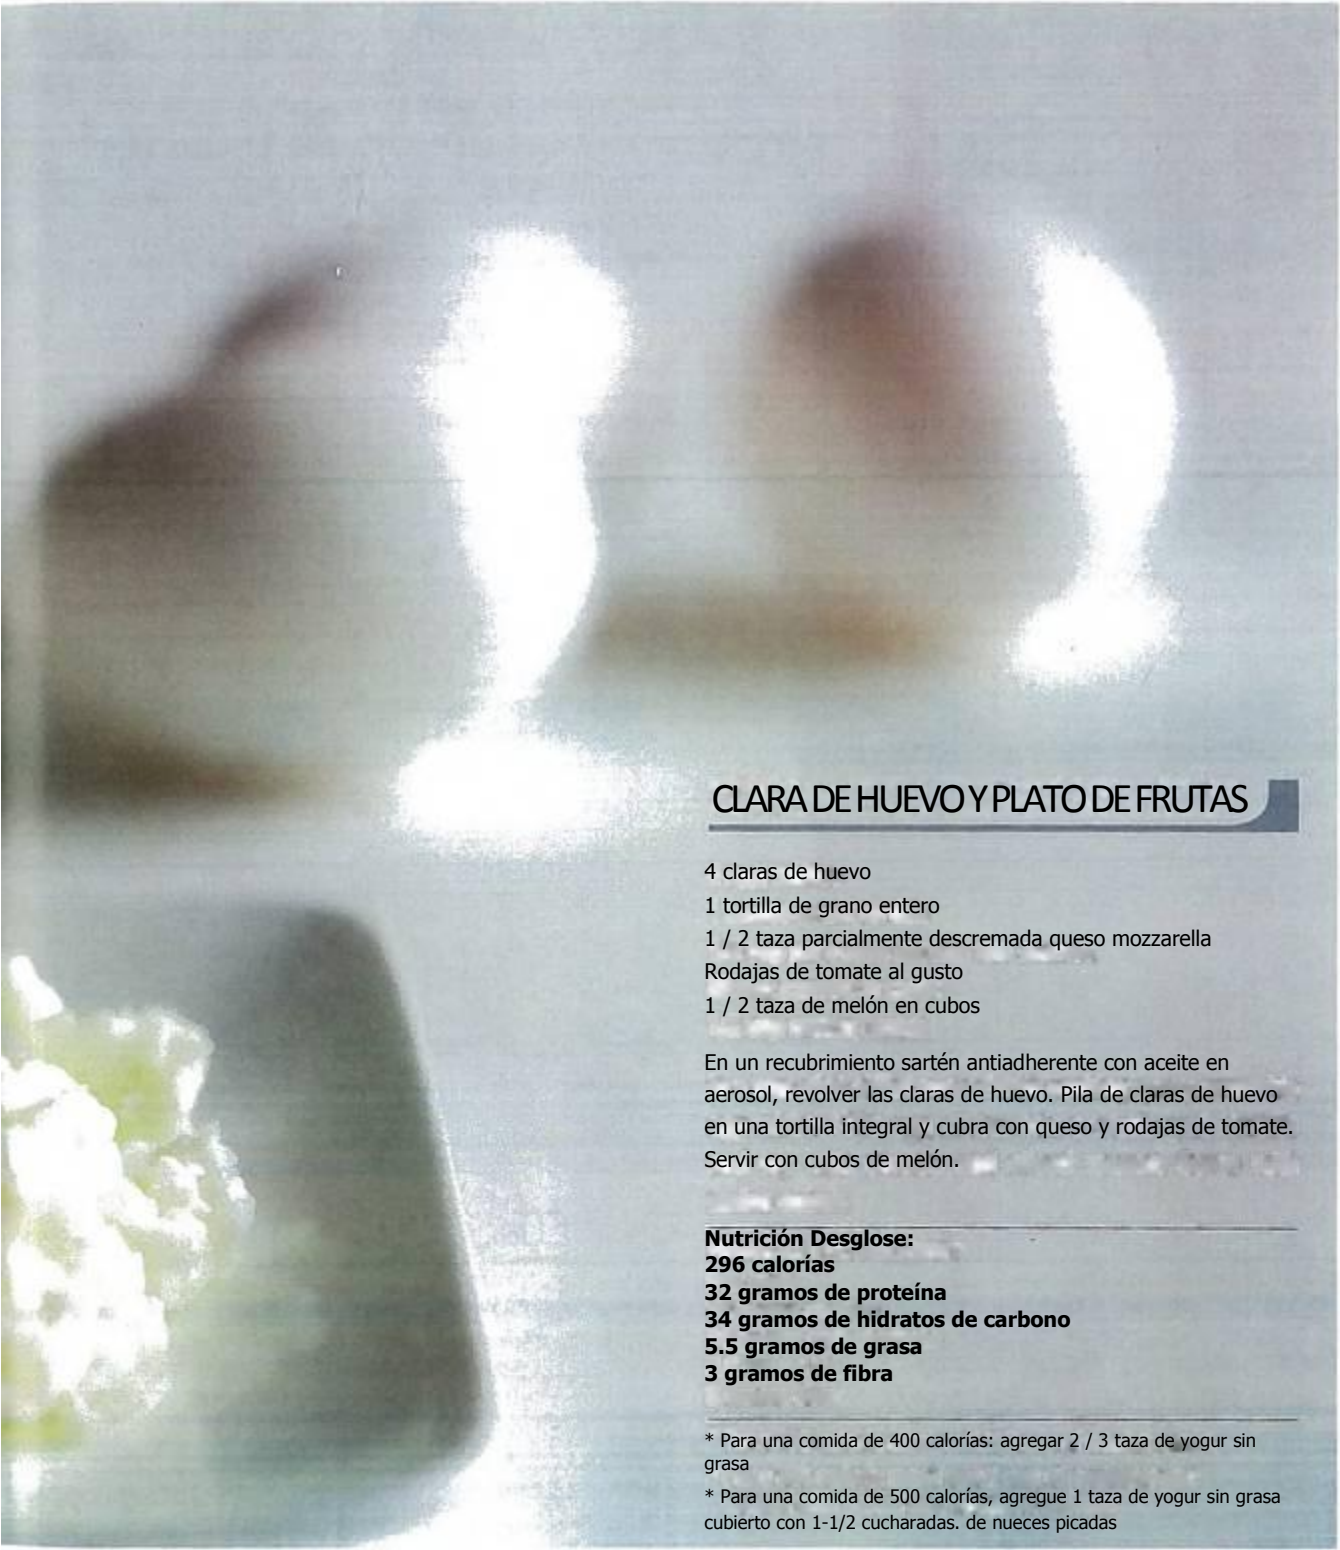 CLARA DE HUEVO Y PLATO DE FRUTAS
4 claras de huevo
1 tortilla de grano entero
1 / 2 taza parcialmente descremada queso mozzarella
Rodajas de tomate al gusto
1 / 2 taza de melón en cubos
En un recubrimiento sartén antiadherente con aceite en
aerosol, revolver las claras de huevo. Pila de claras de huevo
en una tortilla integral y cubra con queso y rodajas de tomate.
Servir con cubos de melón.
Nutrición Desglose:
296 calorías
32 gramos de proteína
34 gramos de hidratos de carbono
5.5 gramos de grasa
3 gramos de fibra
* Para una comida de 400 calorías: agregar 2 / 3 taza de yogur sin
grasa
* Para una comida de 500 calorías, agregue 1 taza de yogur sin grasa
cubierto con 1-1/2 cucharadas. de nueces picadas